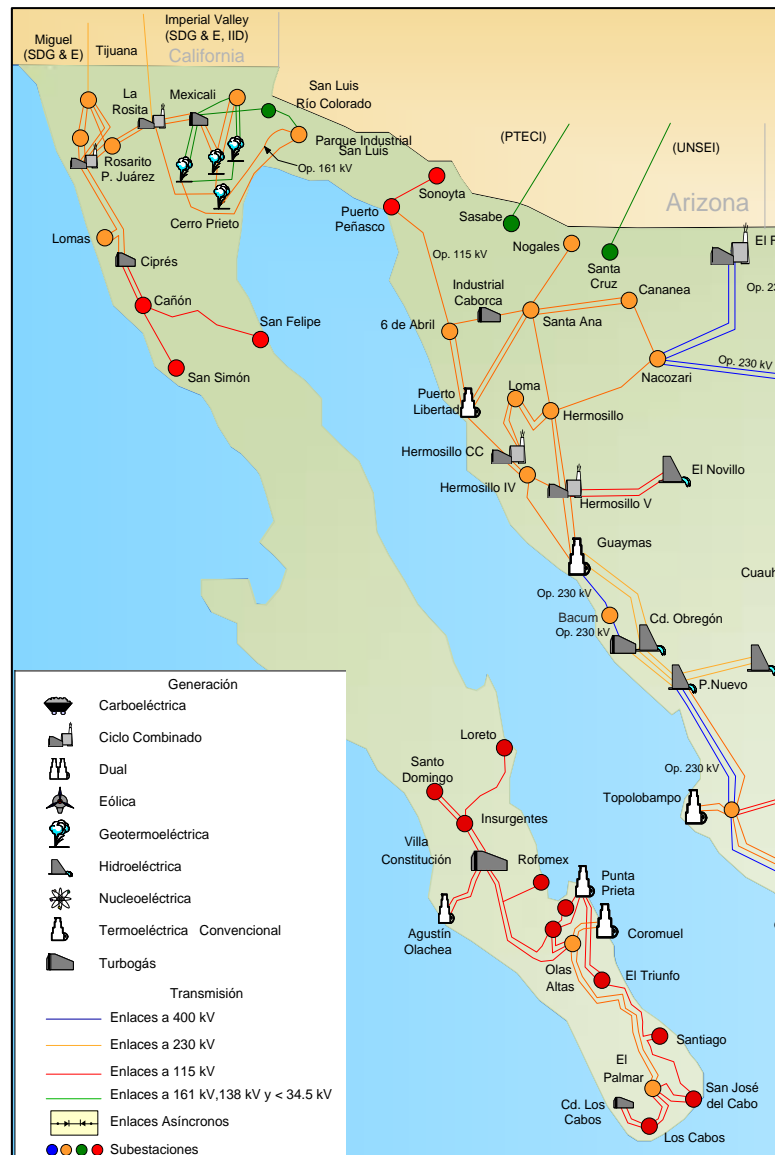 Imperial Valley
(SDG & E, IID)
Miguel
(SDG & E)
Tijuana
California
La
Rosita
Mexicali
San Luis
Río Colorado
Parque Industrial
San Luis
Op. 161 kV
Rosarito
P. Juárez
Cerro Prieto
Lomas
Ciprés
Cañón
San Felipe
San Simón
(PTECI)
(UNSEI)
Arizona
Sonoyta
Puerto
Peñasco
Sasabe
Nogales
Santa
Cruz
El F
Op. 23
Op. 115 kV
Industrial
Caborca
Cananea
6 de Abril
Santa Ana
Op. 230 kV
Nacozari
Puerto
Libertad
Loma
Hermosillo
Hermosillo CC
Hermosillo IV
El Novillo
Hermosillo V
Guaymas
Cuauh
Op. 230 kV
Bacum
Op. 230 kV
Cd. Obregón
P.Nuevo
Op. 230 kV
Topolobampo
Loreto
Santo
Domingo
Insurgentes
Villa
Constitución
Rofomex
Punta
Prieta
Agustín
Olachea
Coromuel
Olas
Altas
El Triunfo
Santiago
El
Palmar
San José
del Cabo
Cd. Los
Cabos
Los Cabos
Generación
Carboeléctrica
Ciclo Combinado
Dual
Eólica
Geotermoeléctrica
Hidroeléctrica
Nucleoeléctrica
Termoeléctrica Convencional
Turbogás
Transmisión
Enlaces a 400 kV
Enlaces a 230 kV
Enlaces a 115 kV
Enlaces a 161 kV,138 kV y < 34.5 kV
Enlaces Asíncronos
Subestaciones